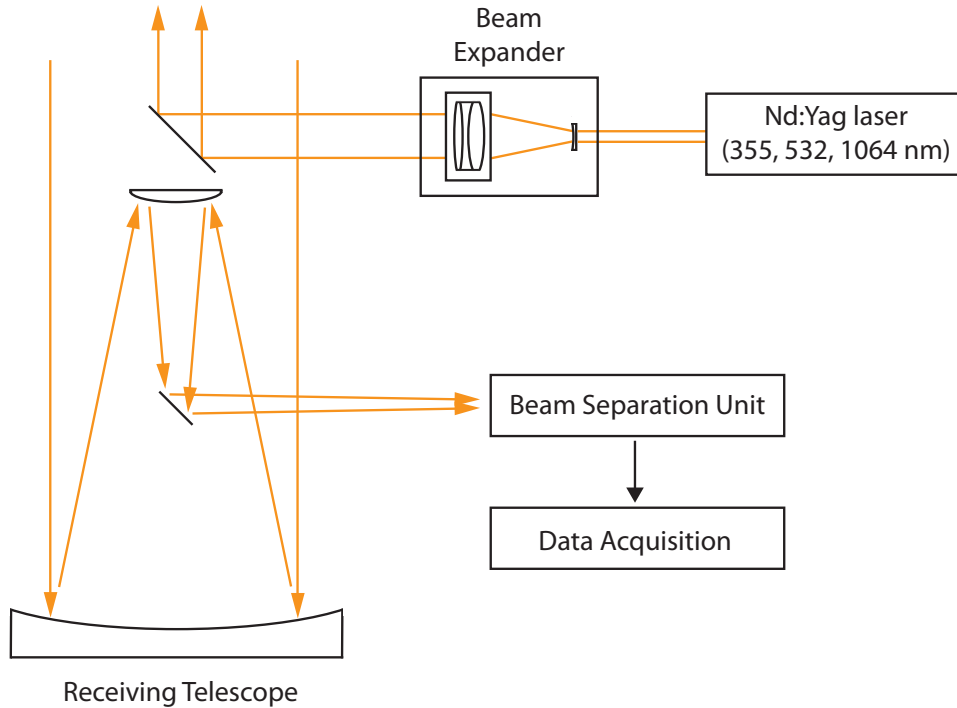 Beam
Expander
Nd:Yag laser
(355, 532, 1064 nm)
Beam Separation Unit
Data Acquisition
Receiving Telescope